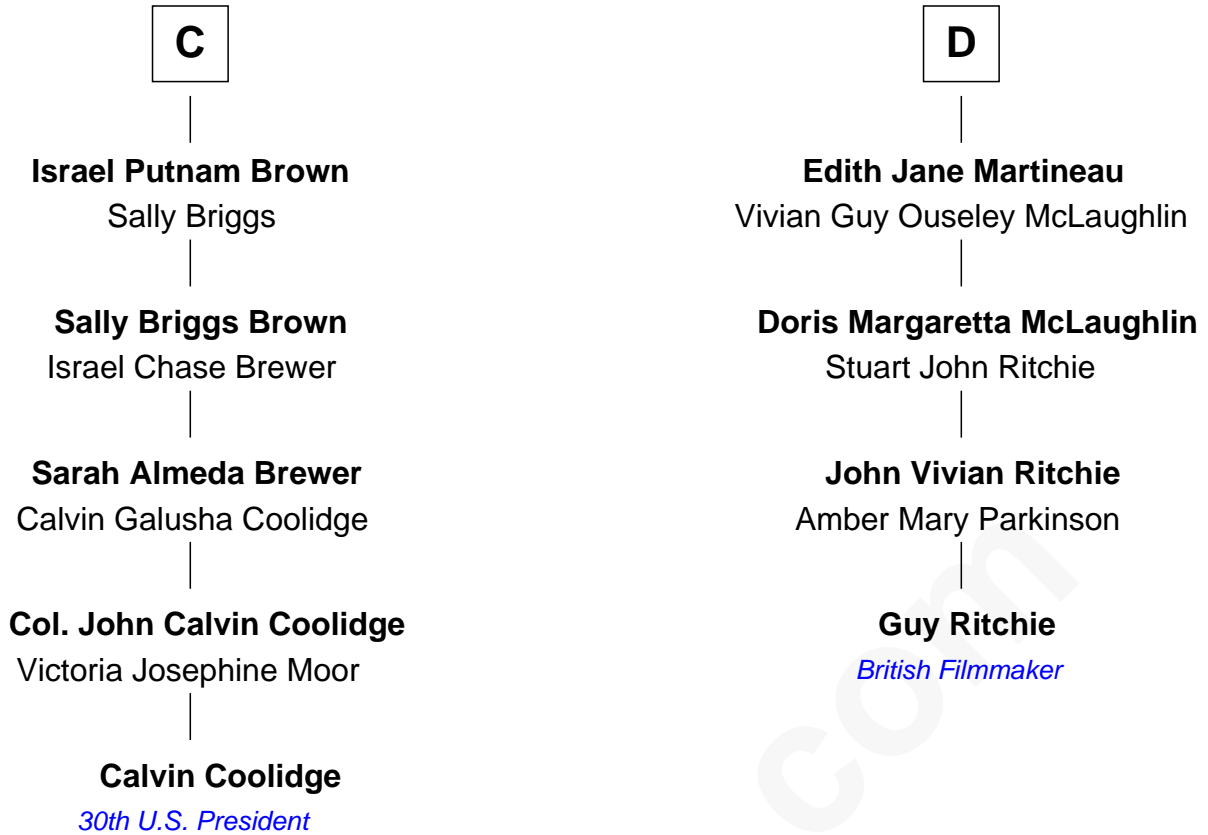 C
Israel Putnam Brown
Sally Briggs
Sally Briggs Brown
Israel Chase Brewer
Sarah Almeda Brewer
Calvin Galusha Coolidge
Col. John Calvin Coolidge
Victoria Josephine Moor
Calvin Coolidge
30th U.S. President
D
Edith Jane Martineau
Vivian Guy Ouseley McLaughlin
Doris Margaretta McLaughlin
Stuart John Ritchie
John Vivian Ritchie
Amber Mary Parkinson
Guy Ritchie
British Filmmaker
com